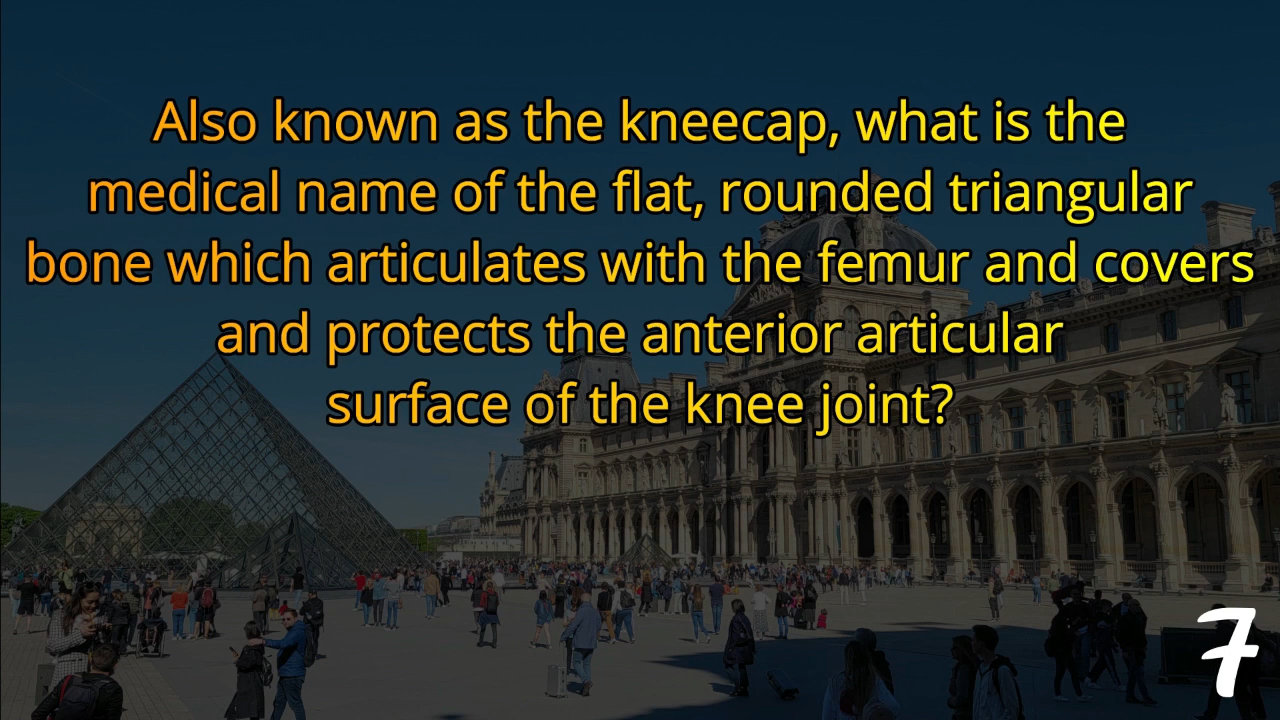 Also known as the kneecap, what is the
medical name of the flat, rounded triangular
bone which articulates with the femur and covers
and protects the anterior articular
surface of the knee joint?
7